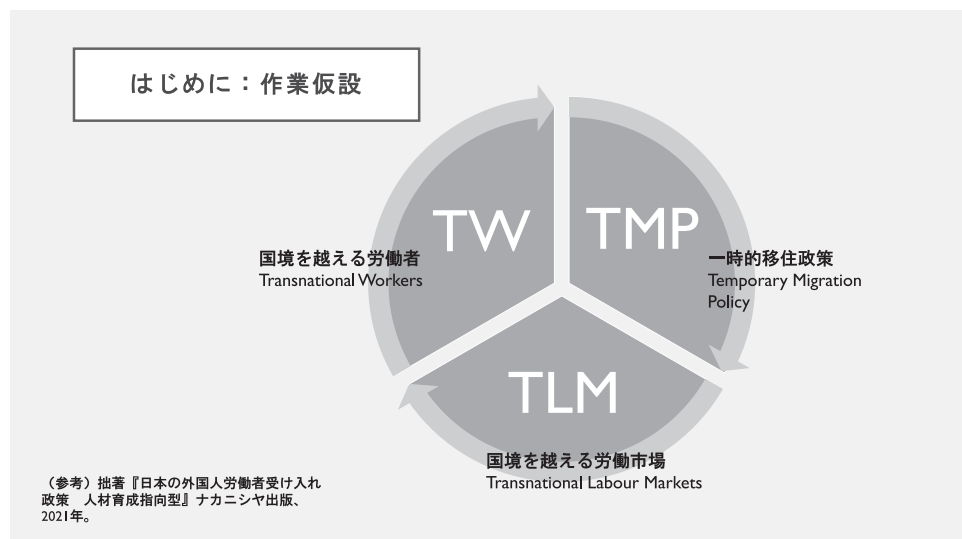 はじめに：作業仮設
TW
TMP
国境を越える労働者
Transnational Workers
一時的移住政策
Temporary Migration
Policy
TLM
国境を越える労働市場
Transnational Labour Markets
（参考）拙著『日本の外国人労働者受け入れ
政策　人材育成指向型』ナカニシヤ出版、
2021年。